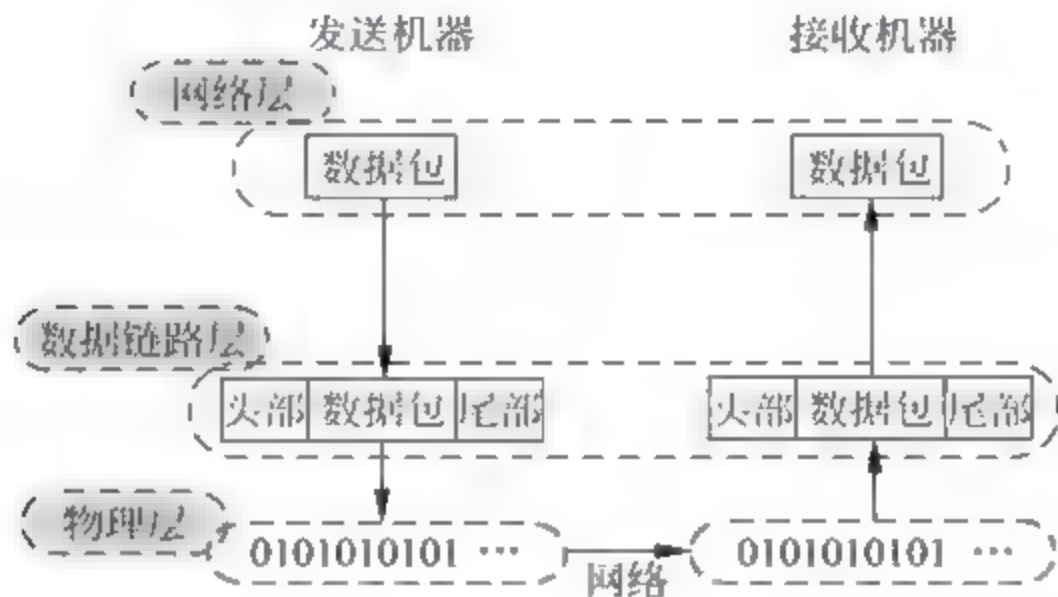 发送机器 接收机器
网络层
数据包 数据包
数据链路层
头部 数据包 尾部 头部 数据包 尾部
物理层
0101010101 … 0101010101 …
网络